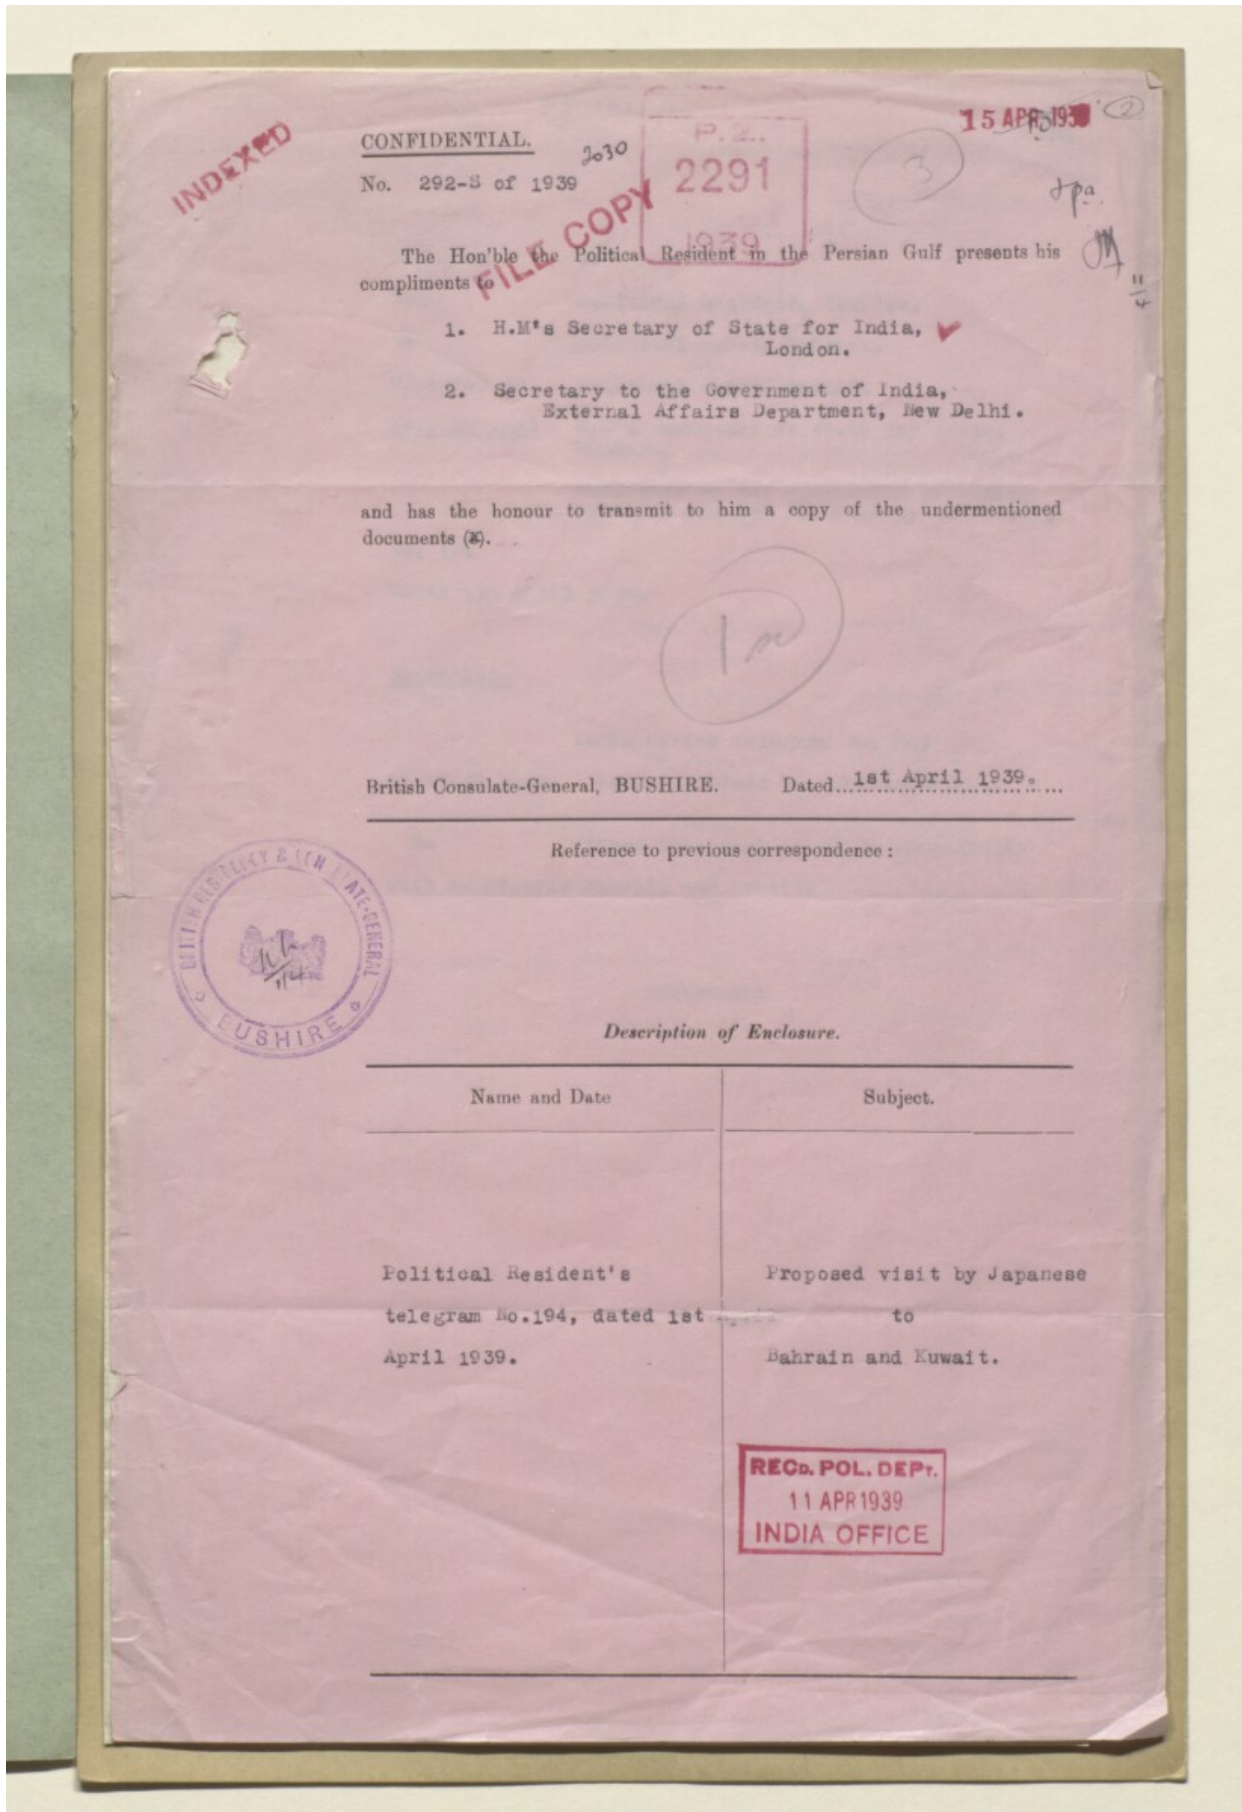 INDEXED
CONFIDENTIAL.
2030
No. 292-S of 1939
FILE COPY
P.Z.
2291
1939
15 APR 1939
2
3
The Hon'ble the Political Resident in the Persian Gulf presents his
compliments to
1. H.M's Secretary of State for India,
London.
2. Secretary to the Government of India,
External Affairs Department, New Delhi.
and has the honour to transmit to him a copy of the undermentioned
documents (s).
British Consulate-General, BUSHIRE. Dated 1st April 1939.
Reference to previous correspondence :
BRITISH RESIDENCY & CONSULATE-GENERAL
BUSHIRE
Description of Enclosure.
Name and Date
Subject.
Political Resident's
telegram No.194, dated 1st
April 1939.
Proposed visit by Japanese
to
Bahrain and Kuwait.
RECD. POL. DEPT.
11 APR 1939
INDIA OFFICE